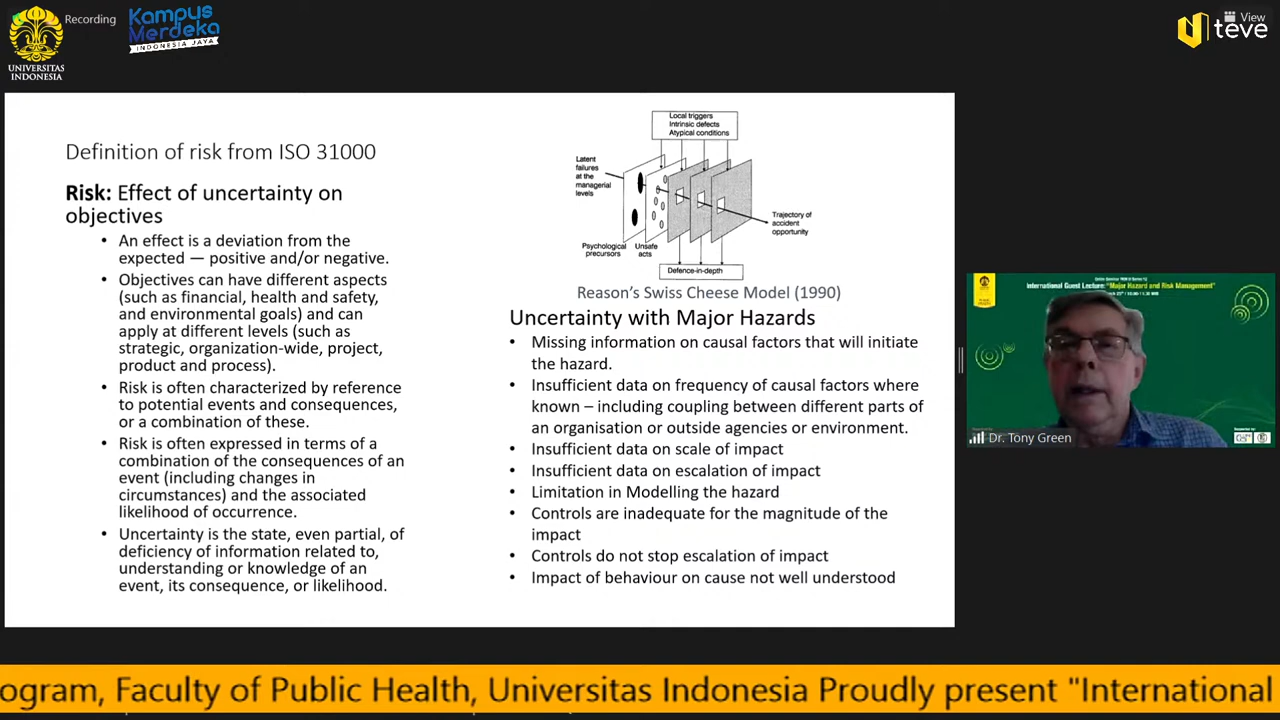 Recording
UNIVERSITAS
INDONESIA
Kampus
Merdeka
INDONESIA JAYA
View
teve
Definition of risk from ISO 31000
Risk: Effect of uncertainty on
objectives
• An effect is a deviation from the
expected — positive and/or negative.
• Objectives can have different aspects
(such as financial, health and safety,
and environmental goals) and can
apply at different levels (such as
strategic, organization-wide, project,
product and process).
• Risk is often characterized by reference
to potential events and consequences,
or a combination of these.
• Risk is often expressed in terms of a
combination of the consequences of an
event (including changes in
circumstances) and the associated
likelihood of occurrence.
• Uncertainty is the state, even partial, of
deficiency of information related to,
understanding or knowledge of an
event, its consequence, or likelihood.
Local triggers
Intrinsic defects
Atypical conditions
Latent
failures
at the
managerial
levels
Trajectory of
accident
opportunity
Psychological
precursors
Unsafe
acts
Defence-in-depth
Reason's Swiss Cheese Model (1990)
Uncertainty with Major Hazards
• Missing information on causal factors that will initiate
the hazard.
• Insufficient data on frequency of causal factors where
known – including coupling between different parts of
an organisation or outside agencies or environment.
• Insufficient data on scale of impact
• Insufficient data on escalation of impact
• Limitation in Modelling the hazard
• Controls are inadequate for the magnitude of the
impact
• Controls do not stop escalation of impact
• Impact of behaviour on cause not well understood
International Guest Lecture: "Major Hazard and Risk Management"
Dr. Tony Green
ogram, Faculty of Public Health, Universitas Indonesia Proudly present "International